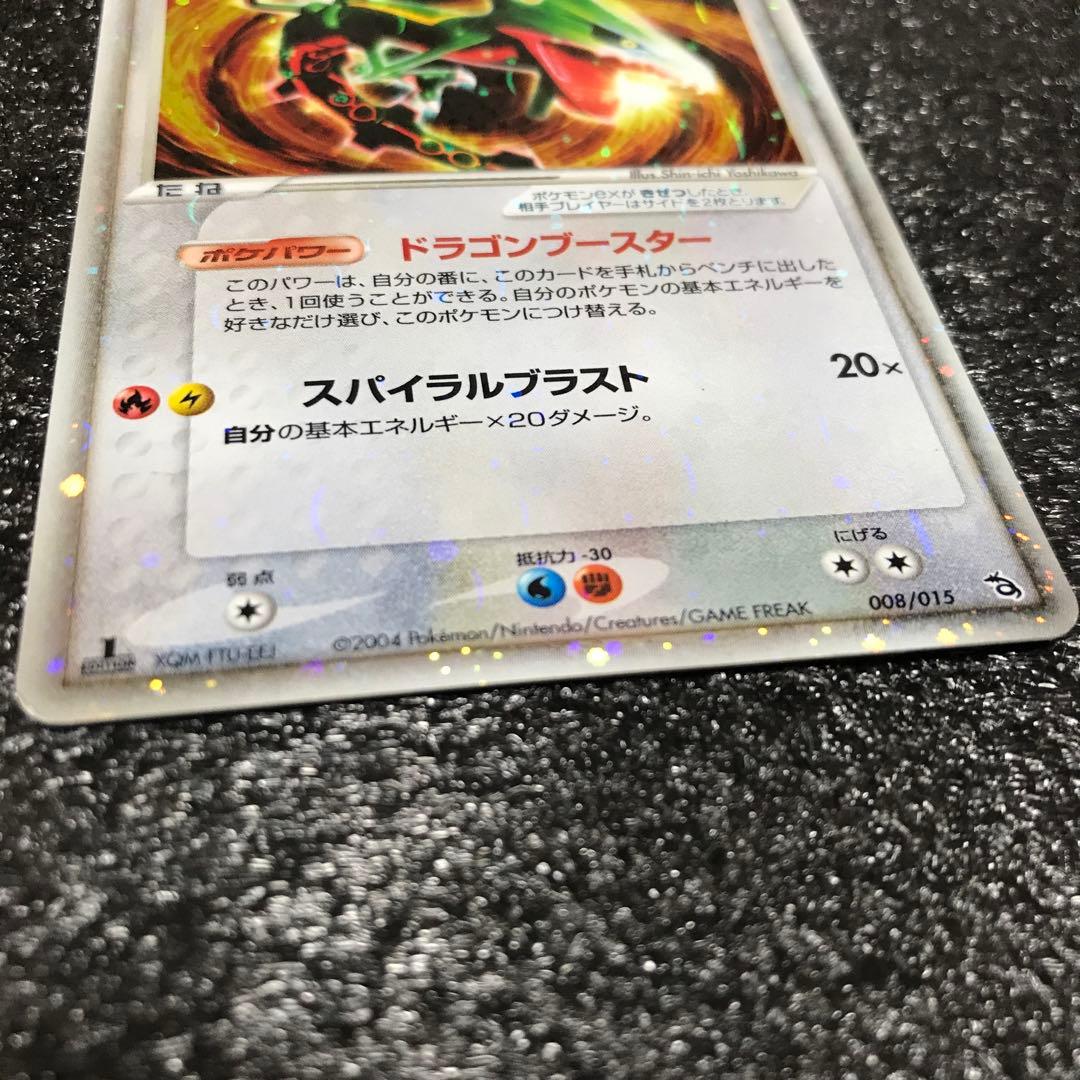 Illus.Shin-ichi Yoshikawa
たね
ポケモンexが きぜつしたとき、
相手プレイヤーはサイドを2枚とります。
ポケパワー ドラゴンブースター
このパワーは、自分の番に、このカードを手札からベンチに出した
とき、1回使うことができる。自分のポケモンの基本エネルギーを
好きなだけ選び、このポケモンにつけ替える。
スパイラルブラスト 20×
自分の基本エネルギー×20ダメージ。
弱点
抵抗力 -30
にげる
1 EDITION
©2004 Pokémon/Nintendo/Creatures/GAME FREAK
008/015